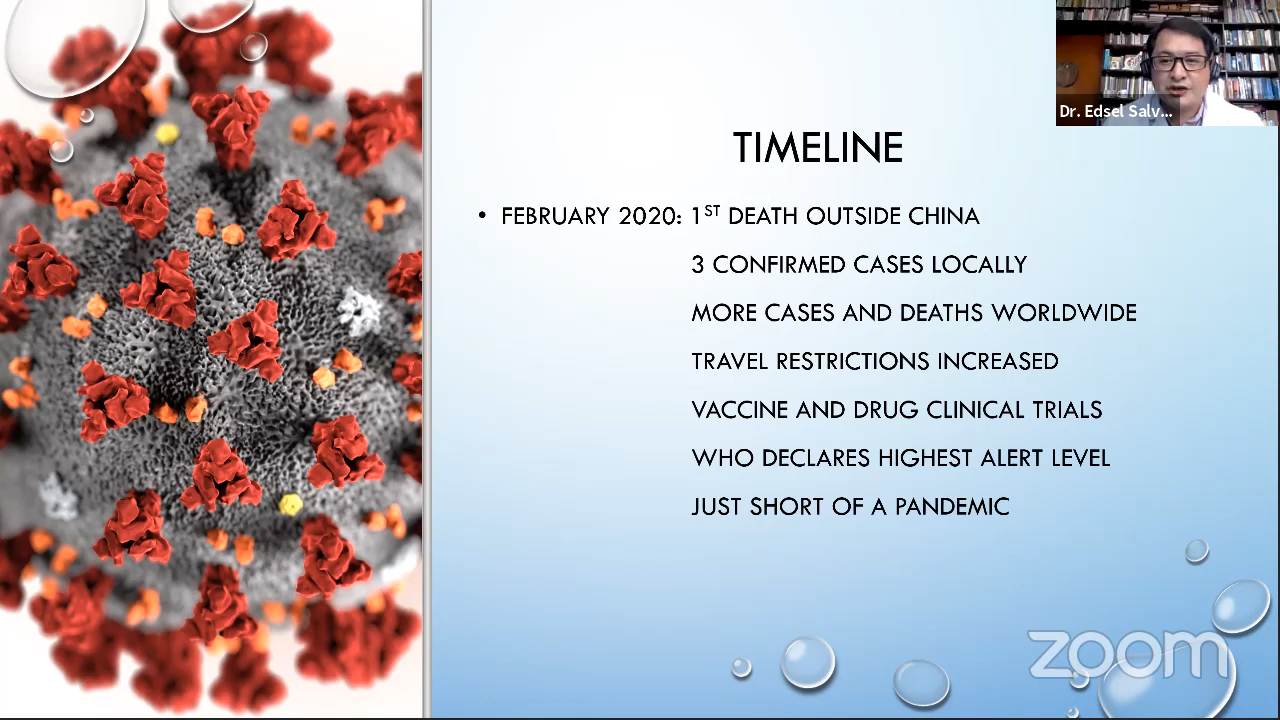 Dr. Edsel Salv...
TIMELINE
• FEBRUARY 2020: 1ST DEATH OUTSIDE CHINA
3 CONFIRMED CASES LOCALLY
MORE CASES AND DEATHS WORLDWIDE
TRAVEL RESTRICTIONS INCREASED
VACCINE AND DRUG CLINICAL TRIALS
WHO DECLARES HIGHEST ALERT LEVEL
JUST SHORT OF A PANDEMIC
zoom